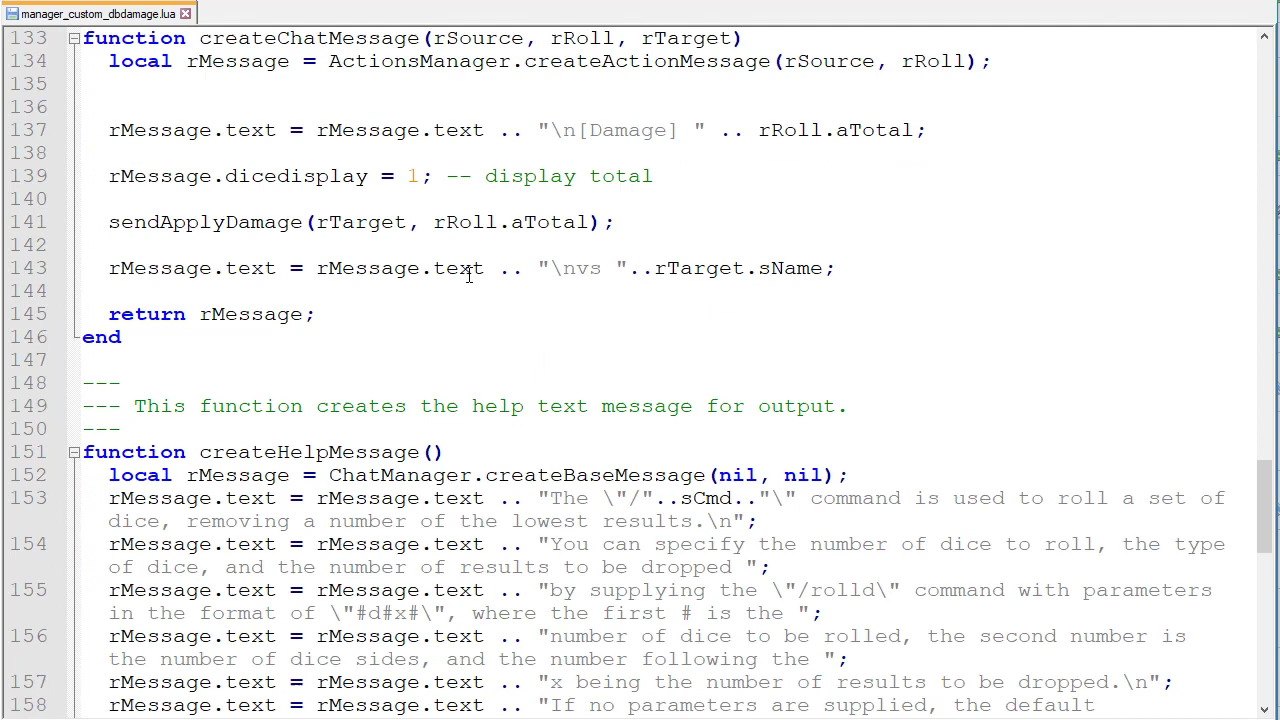 manager_custom_dbdamage.lua
133 function createChatMessage(rSource, rRoll, rTarget)
134 local rMessage = ActionsManager.createActionMessage(rSource, rRoll);
135
136
137 rMessage.text = rMessage.text .. "\n[Damage] " .. rRoll.aTotal;
138
139 rMessage.dicedisplay = 1; -- display total
140
141 sendApplyDamage(rTarget, rRoll.aTotal);
142
143 rMessage.text = rMessage.text .. "\nvs "..rTarget.sName;
144
145 return rMessage;
146 end
147
148 ---
149 --- This function creates the help text message for output.
150 ---
151 function createHelpMessage()
152 local rMessage = ChatManager.createBaseMessage(nil, nil);
153 rMessage.text = rMessage.text .. "The \"/"..sCmd.."\" command is used to roll a set of
dice, removing a number of the lowest results.\n";
154 rMessage.text = rMessage.text .. "You can specify the number of dice to roll, the type
of dice, and the number of results to be dropped ";
155 rMessage.text = rMessage.text .. "by supplying the \"/rolld\" command with parameters
in the format of \"#d#x#\", where the first # is the ";
156 rMessage.text = rMessage.text .. "number of dice to be rolled, the second number is
the number of dice sides, and the number following the ";
157 rMessage.text = rMessage.text .. "x being the number of results to be dropped.\n";
158 rMessage.text = rMessage.text .. "If no parameters are supplied, the default